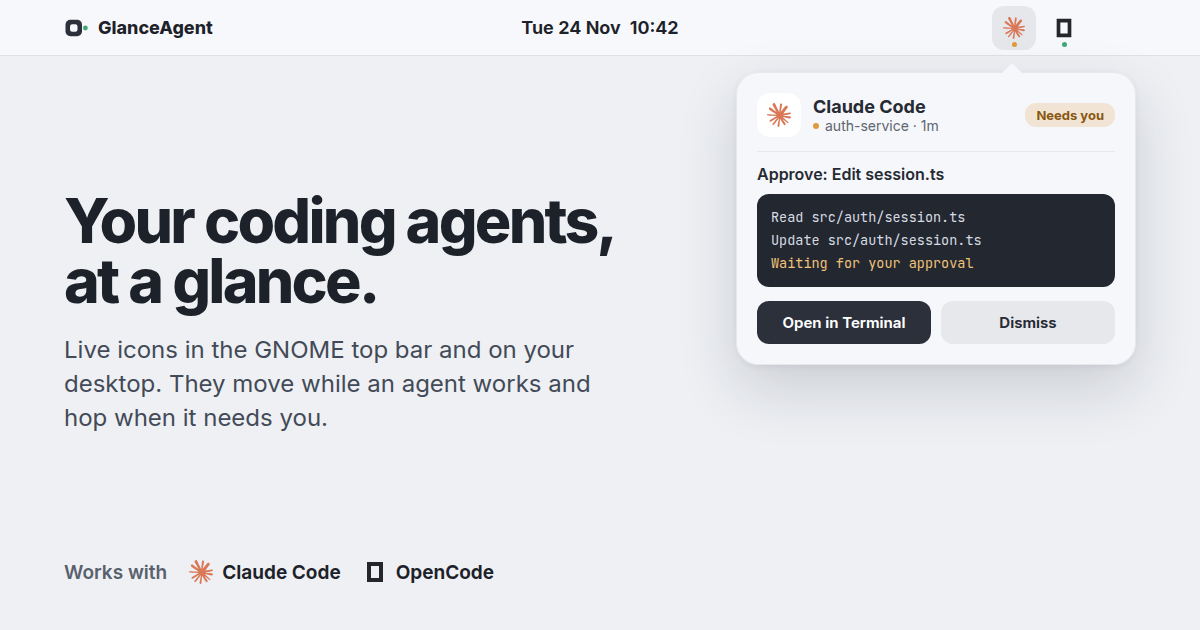 GlanceAgent
Tue 24 Nov 10:42
Claude Code
auth-service · 1m
Needs you
Approve: Edit session.ts
Read src/auth/session.ts
Update src/auth/session.ts
Waiting for your approval
Open in Terminal
Dismiss
Your coding agents,
at a glance.
Live icons in the GNOME top bar and on your
desktop. They move while an agent works and
hop when it needs you.
Works with
Claude Code
OpenCode